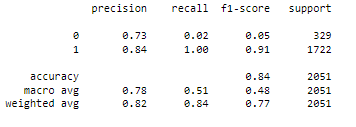 precision recall f1-score support
0 0.73 0.02 0.05 329
1 0.84 1.00 0.91 1722
accuracy 0.84 2051
macro avg 0.78 0.51 0.48 2051
weighted avg 0.82 0.84 0.77 2051